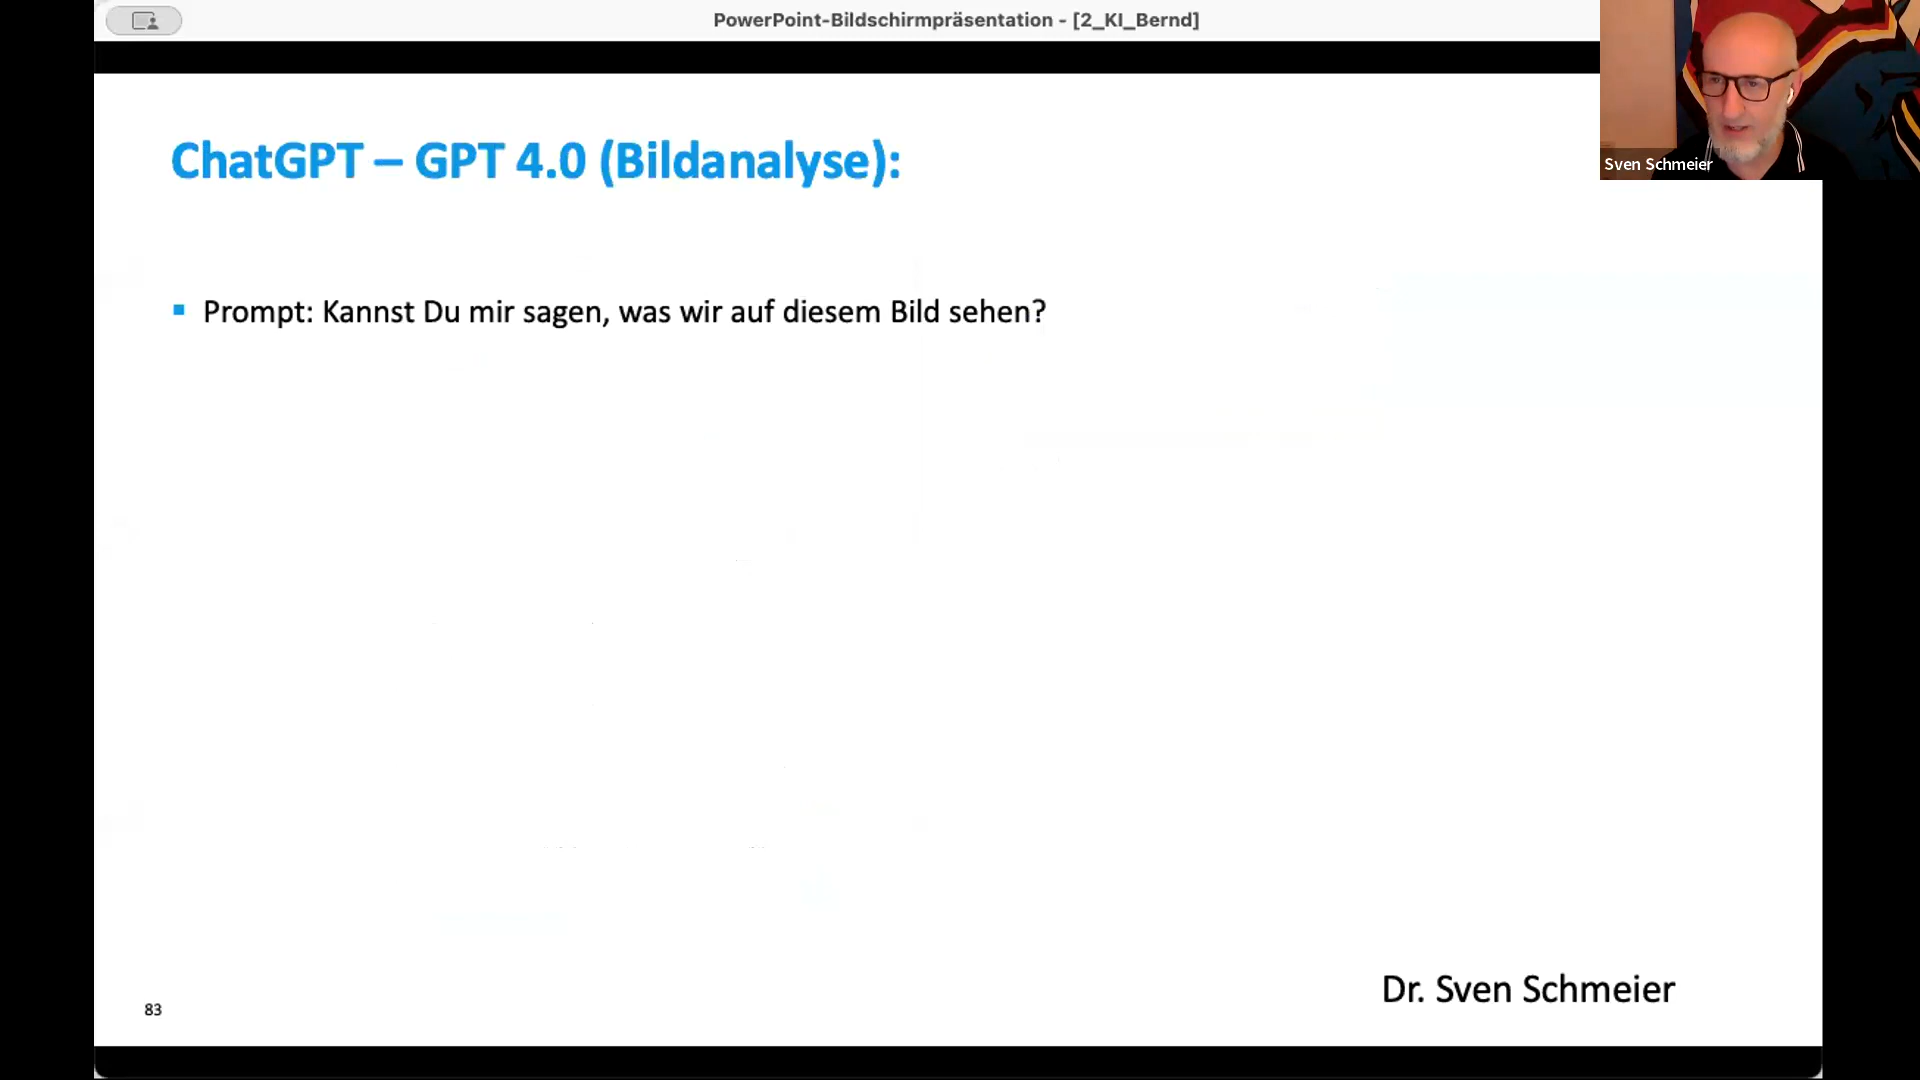 PowerPoint-Bildschirmpräsentation - [2_KI_Bernd]
Sven Schmeier
ChatGPT – GPT 4.0 (Bildanalyse):
Prompt: Kannst Du mir sagen, was wir auf diesem Bild sehen?
Dr. Sven Schmeier
83